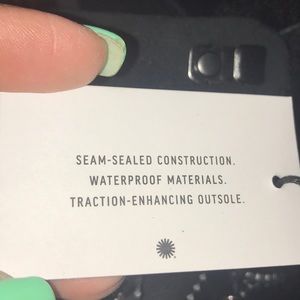 SEAM-SEALED CONSTRUCTION.
WATERPROOF MATERIALS.
TRACTION-ENHANCING OUTSOLE.